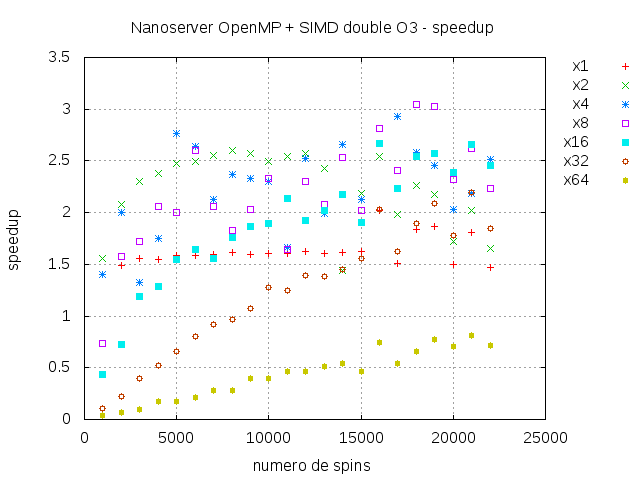 Nanoserver OpenMP + SIMD double O3 - speedup
3.5
3
2.5
2
1.5
1
0.5
0
0
5000
10000
15000
20000
25000
speedup
numero de spins
x1
x2
x4
x8
x16
x32
x64